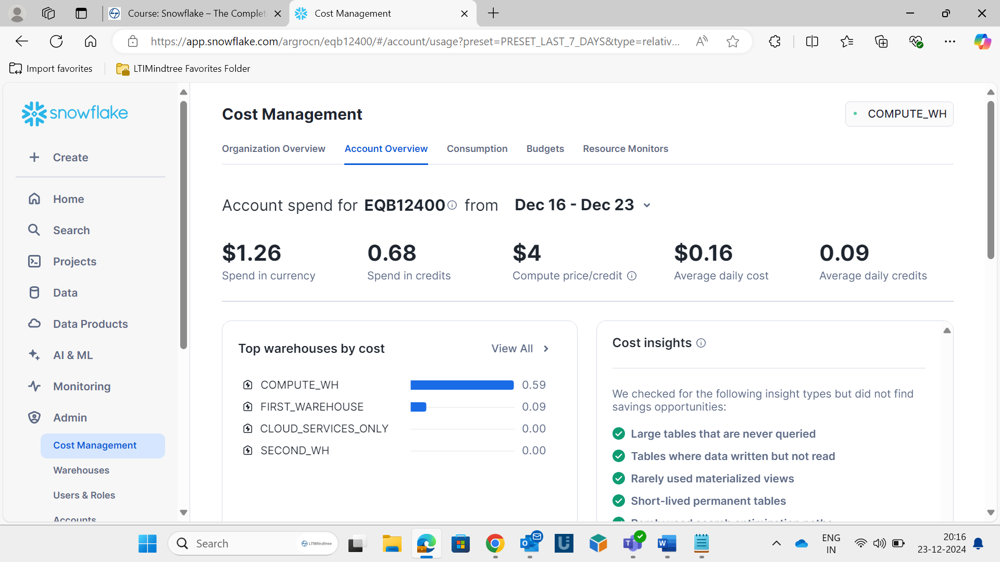 Course: Snowflake – The Complet
Cost Management
https://app.snowflake.com/argrocn/eqb12400/#/account/usage?preset=PRESET_LAST_7_DAYS&type=relativ...
Import favorites
LTIMindtree Favorites Folder
snowflake
Create
Home
Search
Projects
Data
Data Products
AI & ML
Monitoring
Admin
Cost Management
Warehouses
Users & Roles
Accounts
Cost Management
COMPUTE_WH
Organization Overview Account Overview Consumption Budgets Resource Monitors
Account spend for EQB12400 from Dec 16 - Dec 23
$1.26 0.68 $4 $0.16 0.09
Spend in currency Spend in credits Compute price/credit Average daily cost Average daily credits
Top warehouses by cost View All
COMPUTE_WH 0.59
FIRST_WAREHOUSE 0.09
CLOUD_SERVICES_ONLY 0.00
SECOND_WH 0.00
Cost insights
We checked for the following insight types but did not find
savings opportunities:
Large tables that are never queried
Tables where data written but not read
Rarely used materialized views
Short-lived permanent tables
Rarely used search optimization paths
Search LTIMindtree
ENG
IN
20:16
23-12-2024